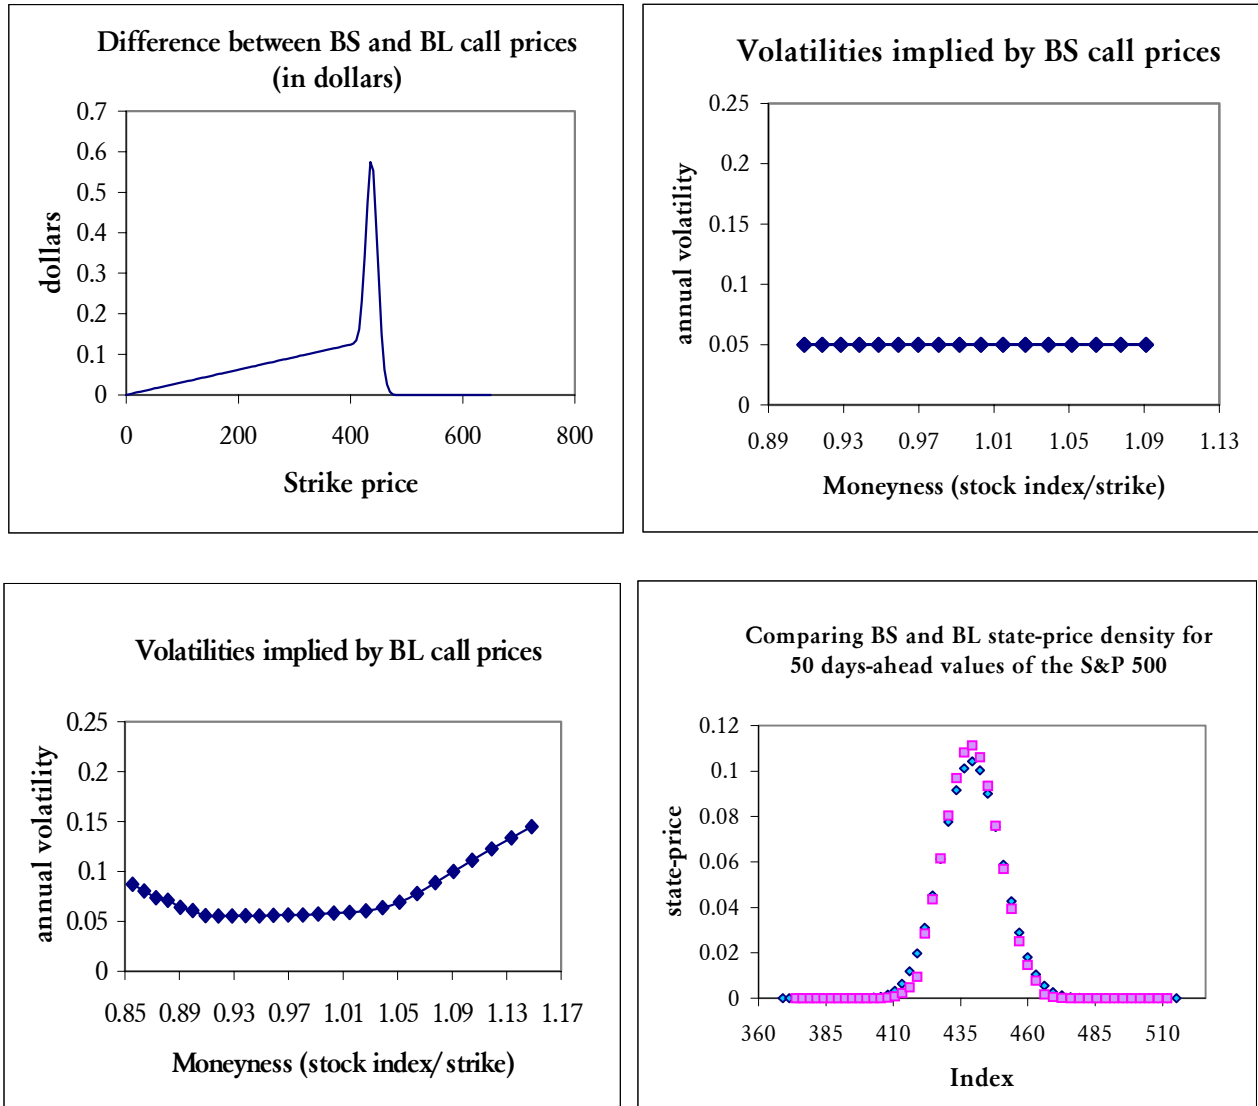 Difference between BS and BL call prices
(in dollars)
0.7
0.6
0.5
0.4
0.3
0.2
0.1
0
dollars
0 200 400 600 800
Strike price
Volatilities implied by BS call prices
0.25
0.2
0.15
0.1
0.05
0
annual volatility
0.89 0.93 0.97 1.01 1.05 1.09 1.13
Moneyness (stock index/strike)
Volatilities implied by BL call prices
0.25
0.2
0.15
0.1
0.05
0
annual volatility
0.85 0.89 0.93 0.97 1.01 1.05 1.09 1.13 1.17
Moneyness (stock index/strike)
Comparing BS and BL state-price density for
50 days-ahead values of the S&P 500
0.12
0.1
0.08
0.06
0.04
0.02
0
state-price
360 385 410 435 460 485 510
Index